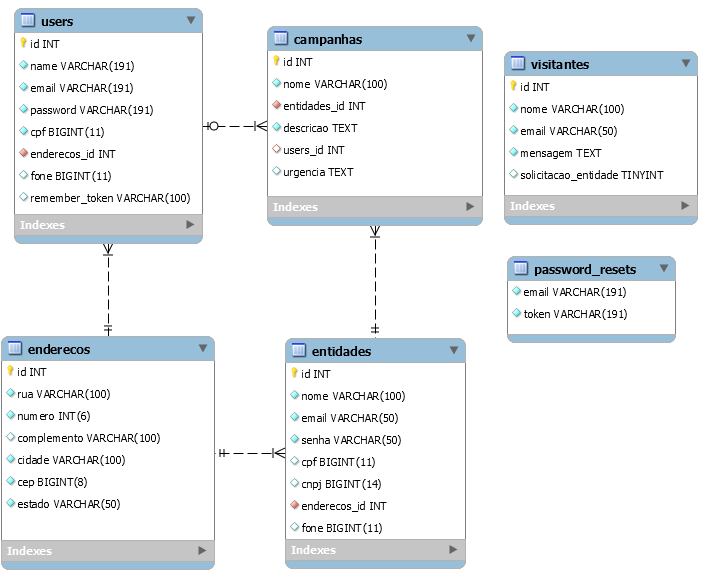 users
id INT
name VARCHAR(191)
email VARCHAR(191)
password VARCHAR(191)
cpf BIGINT(11)
enderecos_id INT
fone BIGINT(11)
remember_token VARCHAR(100)
Indexes
campanhas
id INT
nome VARCHAR(100)
entidades_id INT
descricao TEXT
users_id INT
urgencia TEXT
Indexes
visitantes
id INT
nome VARCHAR(100)
email VARCHAR(50)
mensagem TEXT
solicitacao_entidade TINYINT
Indexes
password_resets
email VARCHAR(191)
token VARCHAR(191)
enderecos
id INT
rua VARCHAR(100)
numero INT(6)
complemento VARCHAR(100)
cidade VARCHAR(100)
cep BIGINT(8)
estado VARCHAR(50)
Indexes
entidades
id INT
nome VARCHAR(100)
email VARCHAR(50)
senha VARCHAR(50)
cpf BIGINT(11)
cnpj BIGINT(14)
enderecos_id INT
fone BIGINT(11)
Indexes